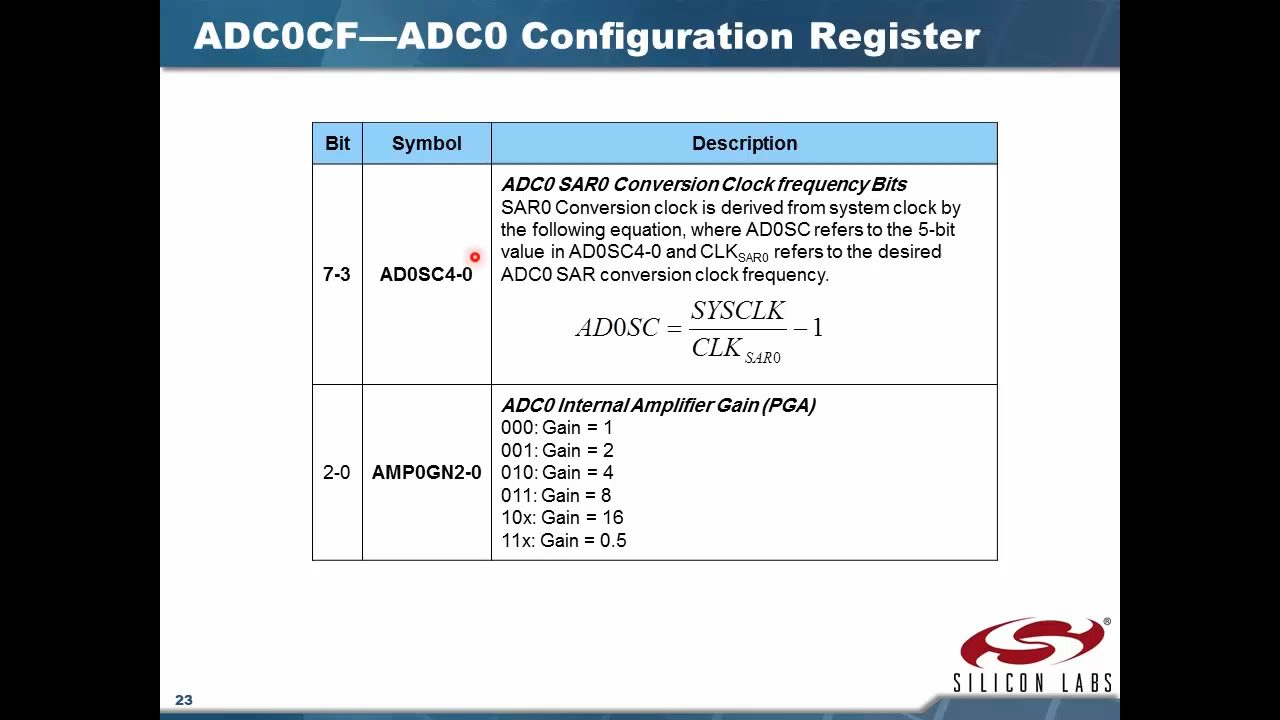 ADC0CF—ADC0 Configuration Register
Bit Symbol Description
7-3 AD0SC4-0
ADC0 SAR0 Conversion Clock frequency Bits
SAR0 Conversion clock is derived from system clock by
the following equation, where AD0SC refers to the 5-bit
value in AD0SC4-0 and CLK_SAR0 refers to the desired
ADC0 SAR conversion clock frequency.
AD0SC = SYSCLK / CLK_SAR0 − 1
2-0 AMP0GN2-0
ADC0 Internal Amplifier Gain (PGA)
000: Gain = 1
001: Gain = 2
010: Gain = 4
011: Gain = 8
10x: Gain = 16
11x: Gain = 0.5
®
SILICON LABS
23